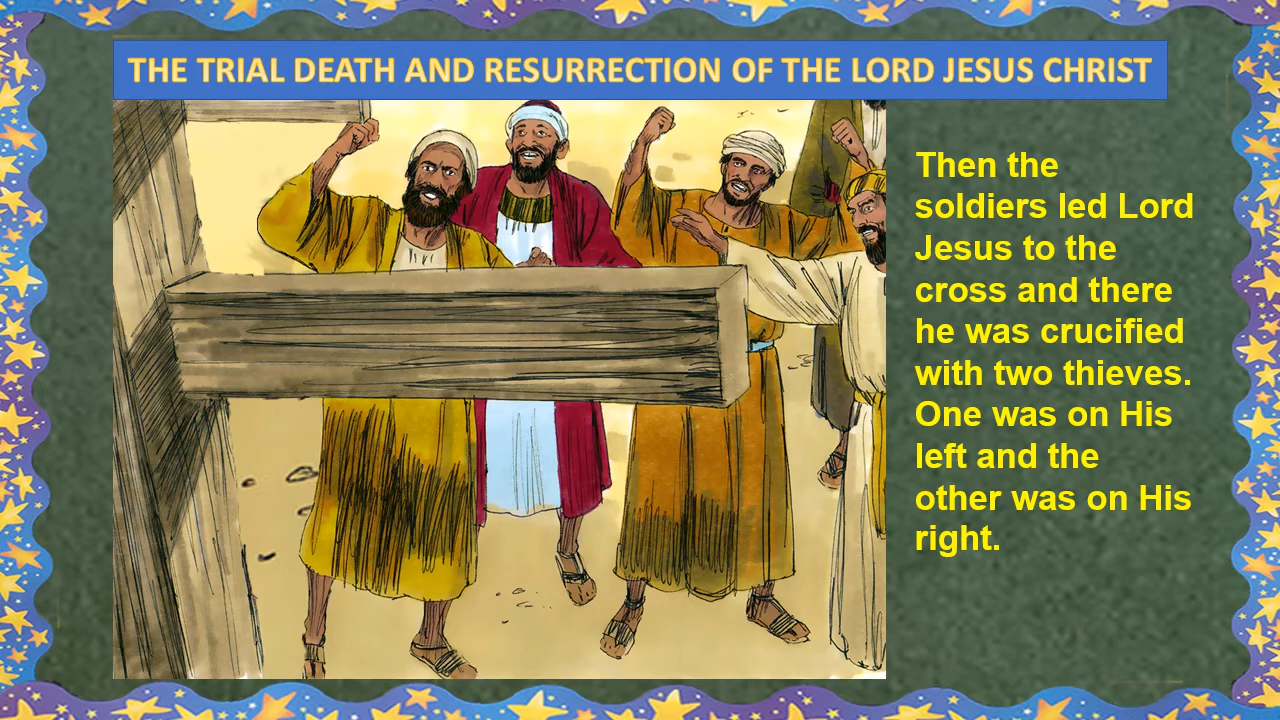 THE TRIAL DEATH AND RESURRECTION OF THE LORD JESUS CHRIST
Then the
soldiers led Lord
Jesus to the
cross and there
he was crucified
with two thieves.
One was on His
left and the
other was on His
right.